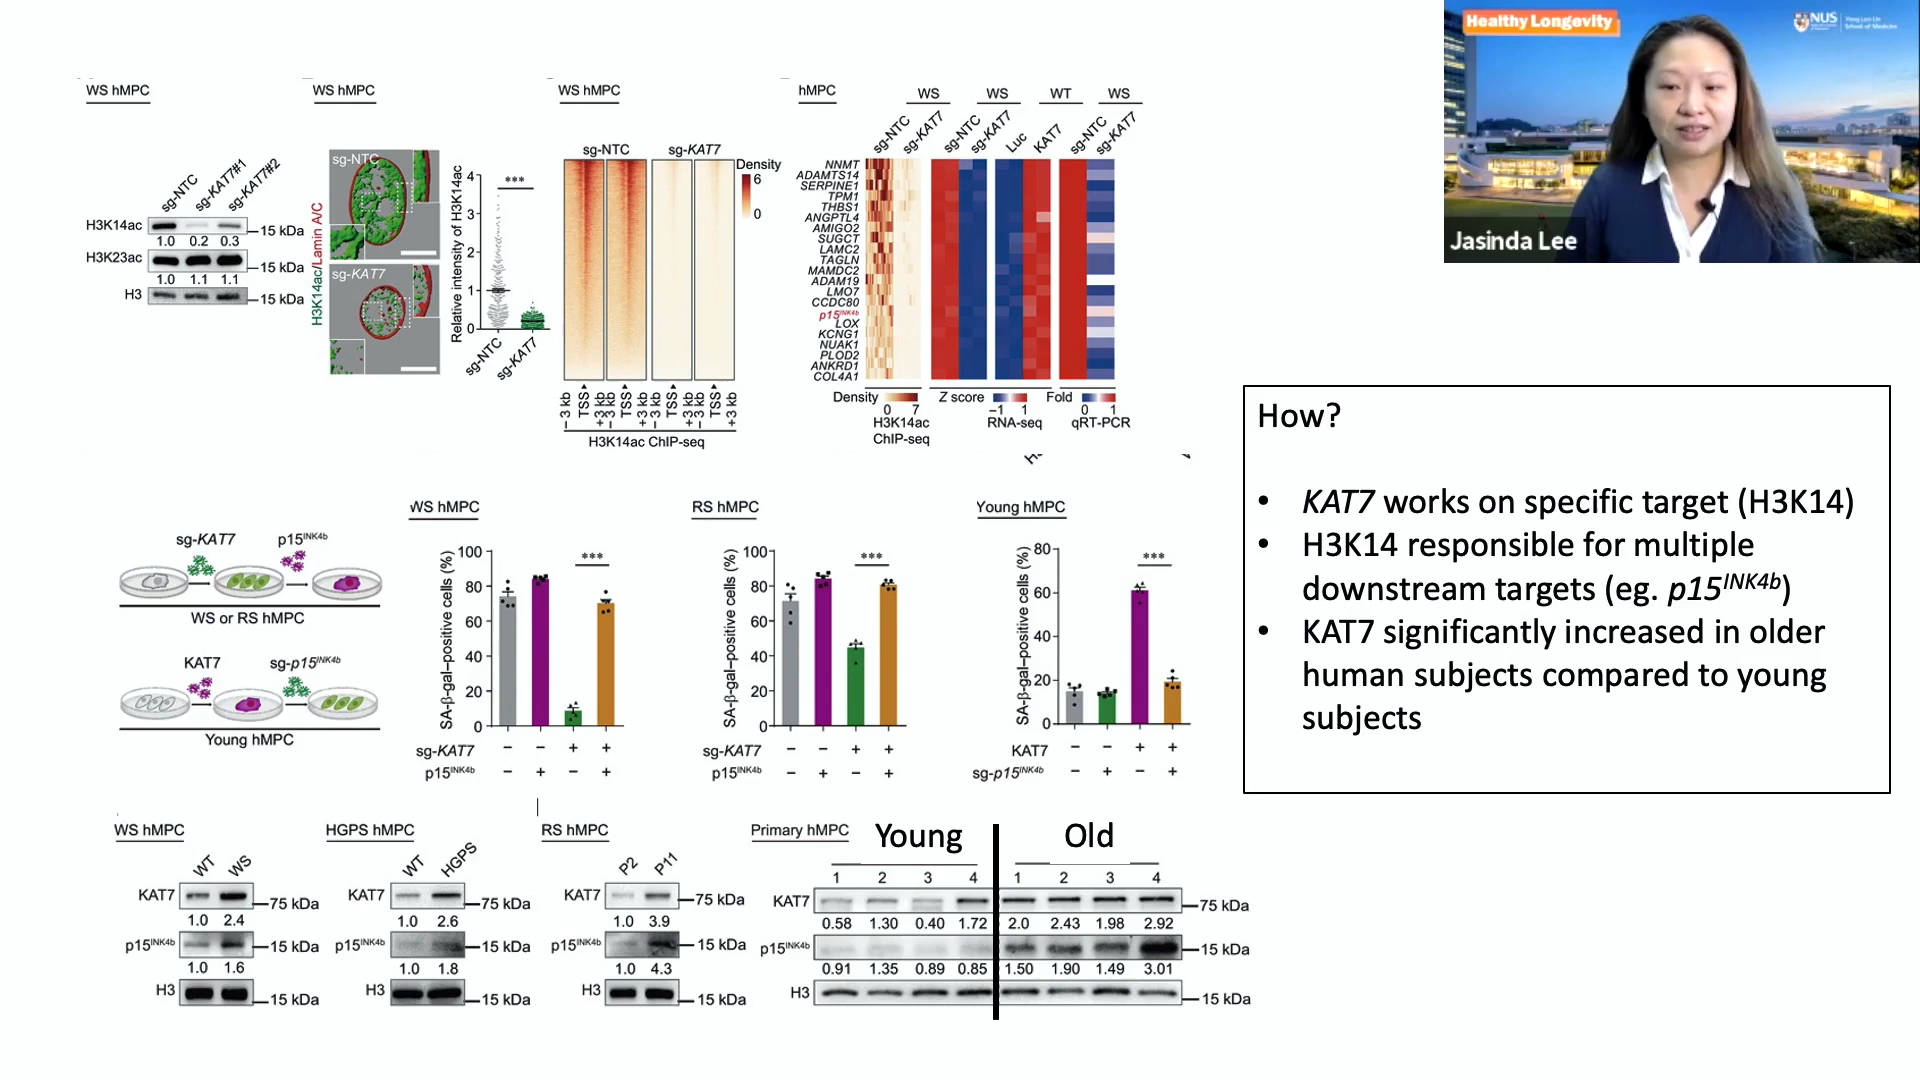 Healthy Longevity
NUS
Yong Loo Lin
School of Medicine
Jasinda Lee
WS hMPC
sg-NTC
sg-KAT7#1
sg-KAT7#2
H3K14ac
15 kDa
1.0 0.2 0.3
H3K23ac
15 kDa
1.0 1.1 1.1
H3
15 kDa
WS hMPC
H3K14ac/Lamin A/C
sg-NTC
sg-KAT7
Relative intensity of H3K14ac
4
3
2
1
0
***
sg-NTC
sg-KAT7
WS hMPC
sg-NTC sg-KAT7
Density
6
0
−3 kb TSS +3 kb −3 kb TSS +3 kb −3 kb TSS +3 kb −3 kb TSS +3 kb
H3K14ac ChIP-seq
hMPC
WS WS WT WS
sg-NTC sg-KAT7 sg-NTC sg-KAT7 Luc KAT7 sg-NTC sg-KAT7
NNMT
ADAMTS14
SERPINE1
TPM1
THBS1
ANGPTL4
AMIGO2
SUGCT
LAMC2
TAGLN
MAMDC2
ADAM19
LMO7
CCDC80
p15INK4b
LOX
KCNG1
NUAK1
PLOD2
ANKRD1
COL4A1
Density
0 7
H3K14ac
ChIP-seq
Z score
−1 1
RNA-seq
Fold
0 1
qRT-PCR
How?
• KAT7 works on specific target (H3K14)
• H3K14 responsible for multiple
downstream targets (eg. p15INK4b)
• KAT7 significantly increased in older
human subjects compared to young
subjects
sg-KAT7 p15INK4b
WS or RS hMPC
KAT7 sg-p15INK4b
Young hMPC
WS hMPC
SA-β-gal–positive cells (%)
100
80
60
40
20
0
***
sg-KAT7 − − + +
p15INK4b − + − +
RS hMPC
SA-β-gal–positive cells (%)
100
80
60
40
20
0
***
sg-KAT7 − − + +
p15INK4b − + − +
Young hMPC
SA-β-gal–positive cells (%)
80
60
40
20
0
***
KAT7 − − + +
sg-p15INK4b − + − +
WS hMPC
WT WS
KAT7
75 kDa
1.0 2.4
p15INK4b
15 kDa
1.0 1.6
H3
15 kDa
HGPS hMPC
WT HGPS
KAT7
75 kDa
1.0 2.6
p15INK4b
15 kDa
1.0 1.8
H3
15 kDa
RS hMPC
P2 P11
KAT7
75 kDa
1.0 3.9
p15INK4b
15 kDa
1.0 4.3
H3
15 kDa
Primary hMPC Young Old
1 2 3 4 1 2 3 4
KAT7
75 kDa
0.58 1.30 0.40 1.72 2.0 2.43 1.98 2.92
p15INK4b
15 kDa
0.91 1.35 0.89 0.85 1.50 1.90 1.49 3.01
H3
15 kDa